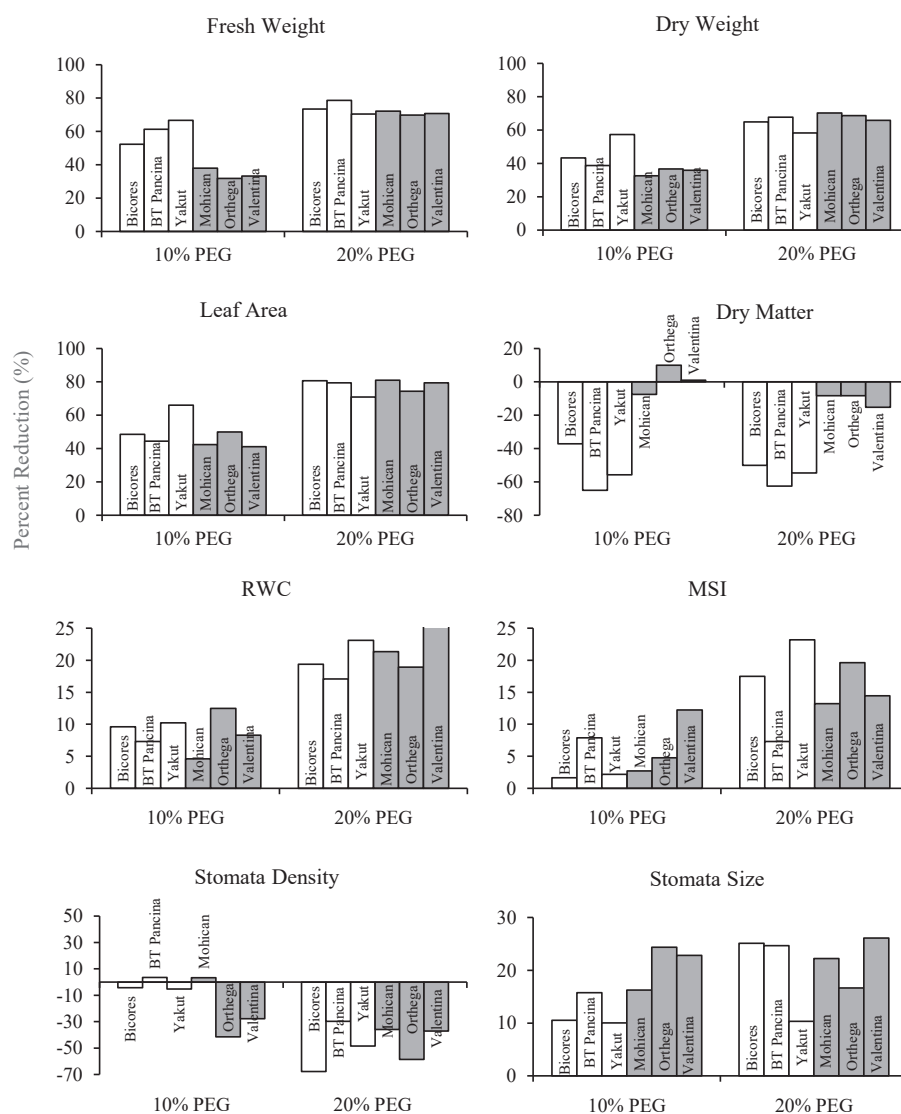 Percent Reduction (%)
Fresh Weight
100
80
60
40
20
0
Bicores
BT Pancina
Yakut
Mohican
Orthega
Valentina
Bicores
BT Pancina
Yakut
Mohican
Orthega
Valentina
10% PEG
20% PEG
Dry Weight
100
80
60
40
20
0
Bicores
BT Pancina
Yakut
Mohican
Orthega
Valentina
Bicores
BT Pancina
Yakut
Mohican
Orthega
Valentina
10% PEG
20% PEG
Leaf Area
100
80
60
40
20
0
Bicores
BT Pancina
Yakut
Mohican
Orthega
Valentina
Bicores
BT Pancina
Yakut
Mohican
Orthega
Valentina
10% PEG
20% PEG
Dry Matter
20
0
-20
-40
-60
-80
Bicores
BT Pancina
Yakut
Mohican
Orthega
Valentina
Bicores
BT Pancina
Yakut
Mohican
Orthega
Valentina
10% PEG
20% PEG
RWC
25
20
15
10
5
0
Bicores
BT Pancina
Yakut
Mohican
Orthega
Valentina
Bicores
BT Pancina
Yakut
Mohican
Orthega
Valentina
10% PEG
20% PEG
MSI
25
20
15
10
5
0
Bicores
BT Pancina
Yakut
Mohican
Orthega
Valentina
Bicores
BT Pancina
Yakut
Mohican
Orthega
Valentina
10% PEG
20% PEG
Stomata Density
50
30
10
-10
-30
-50
-70
Bicores
BT Pancina
Yakut
Mohican
Orthega
Valentina
Bicores
BT Pancina
Yakut
Mohican
Orthega
Valentina
10% PEG
20% PEG
Stomata Size
30
20
10
0
Bicores
BT Pancina
Yakut
Mohican
Orthega
Valentina
Bicores
BT Pancina
Yakut
Mohican
Orthega
Valentina
10% PEG
20% PEG